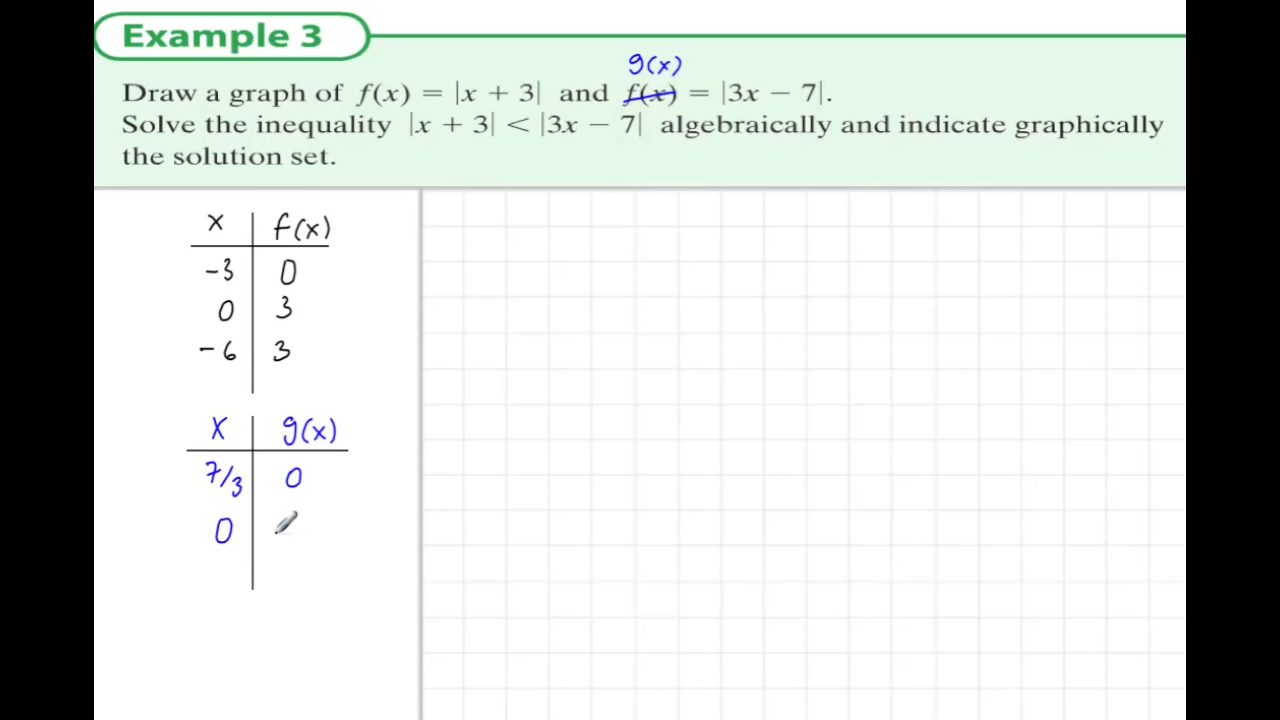 Example 3
g(x)
Draw a graph of f(x) = |x + 3| and f(x) = |3x − 7|.
Solve the inequality |x + 3| < |3x − 7| algebraically and indicate graphically
the solution set.
x f(x)
−3 0
0 3
−6 3
x g(x)
7/3 0
0